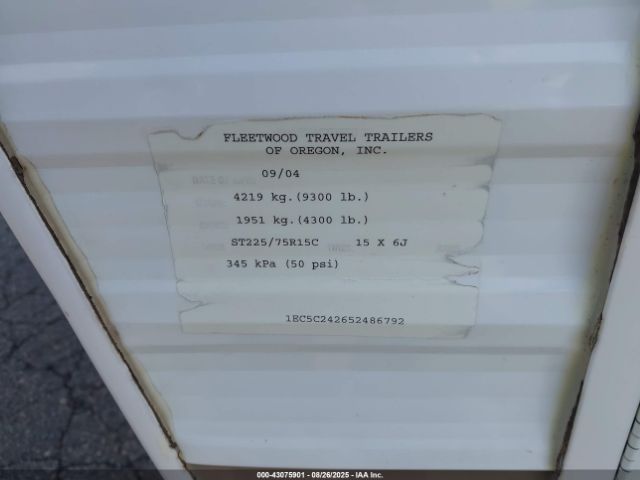 FLEETWOOD TRAVEL TRAILERS
OF OREGON, INC.
09/04
4219 kg.(9300 lb.)
1951 kg.(4300 lb.)
ST225/75R15C 15 X 6J
345 kPa (50 psi)
1EC5C242652486792
000-43075901 - 08/26/2025 - IAA Inc.